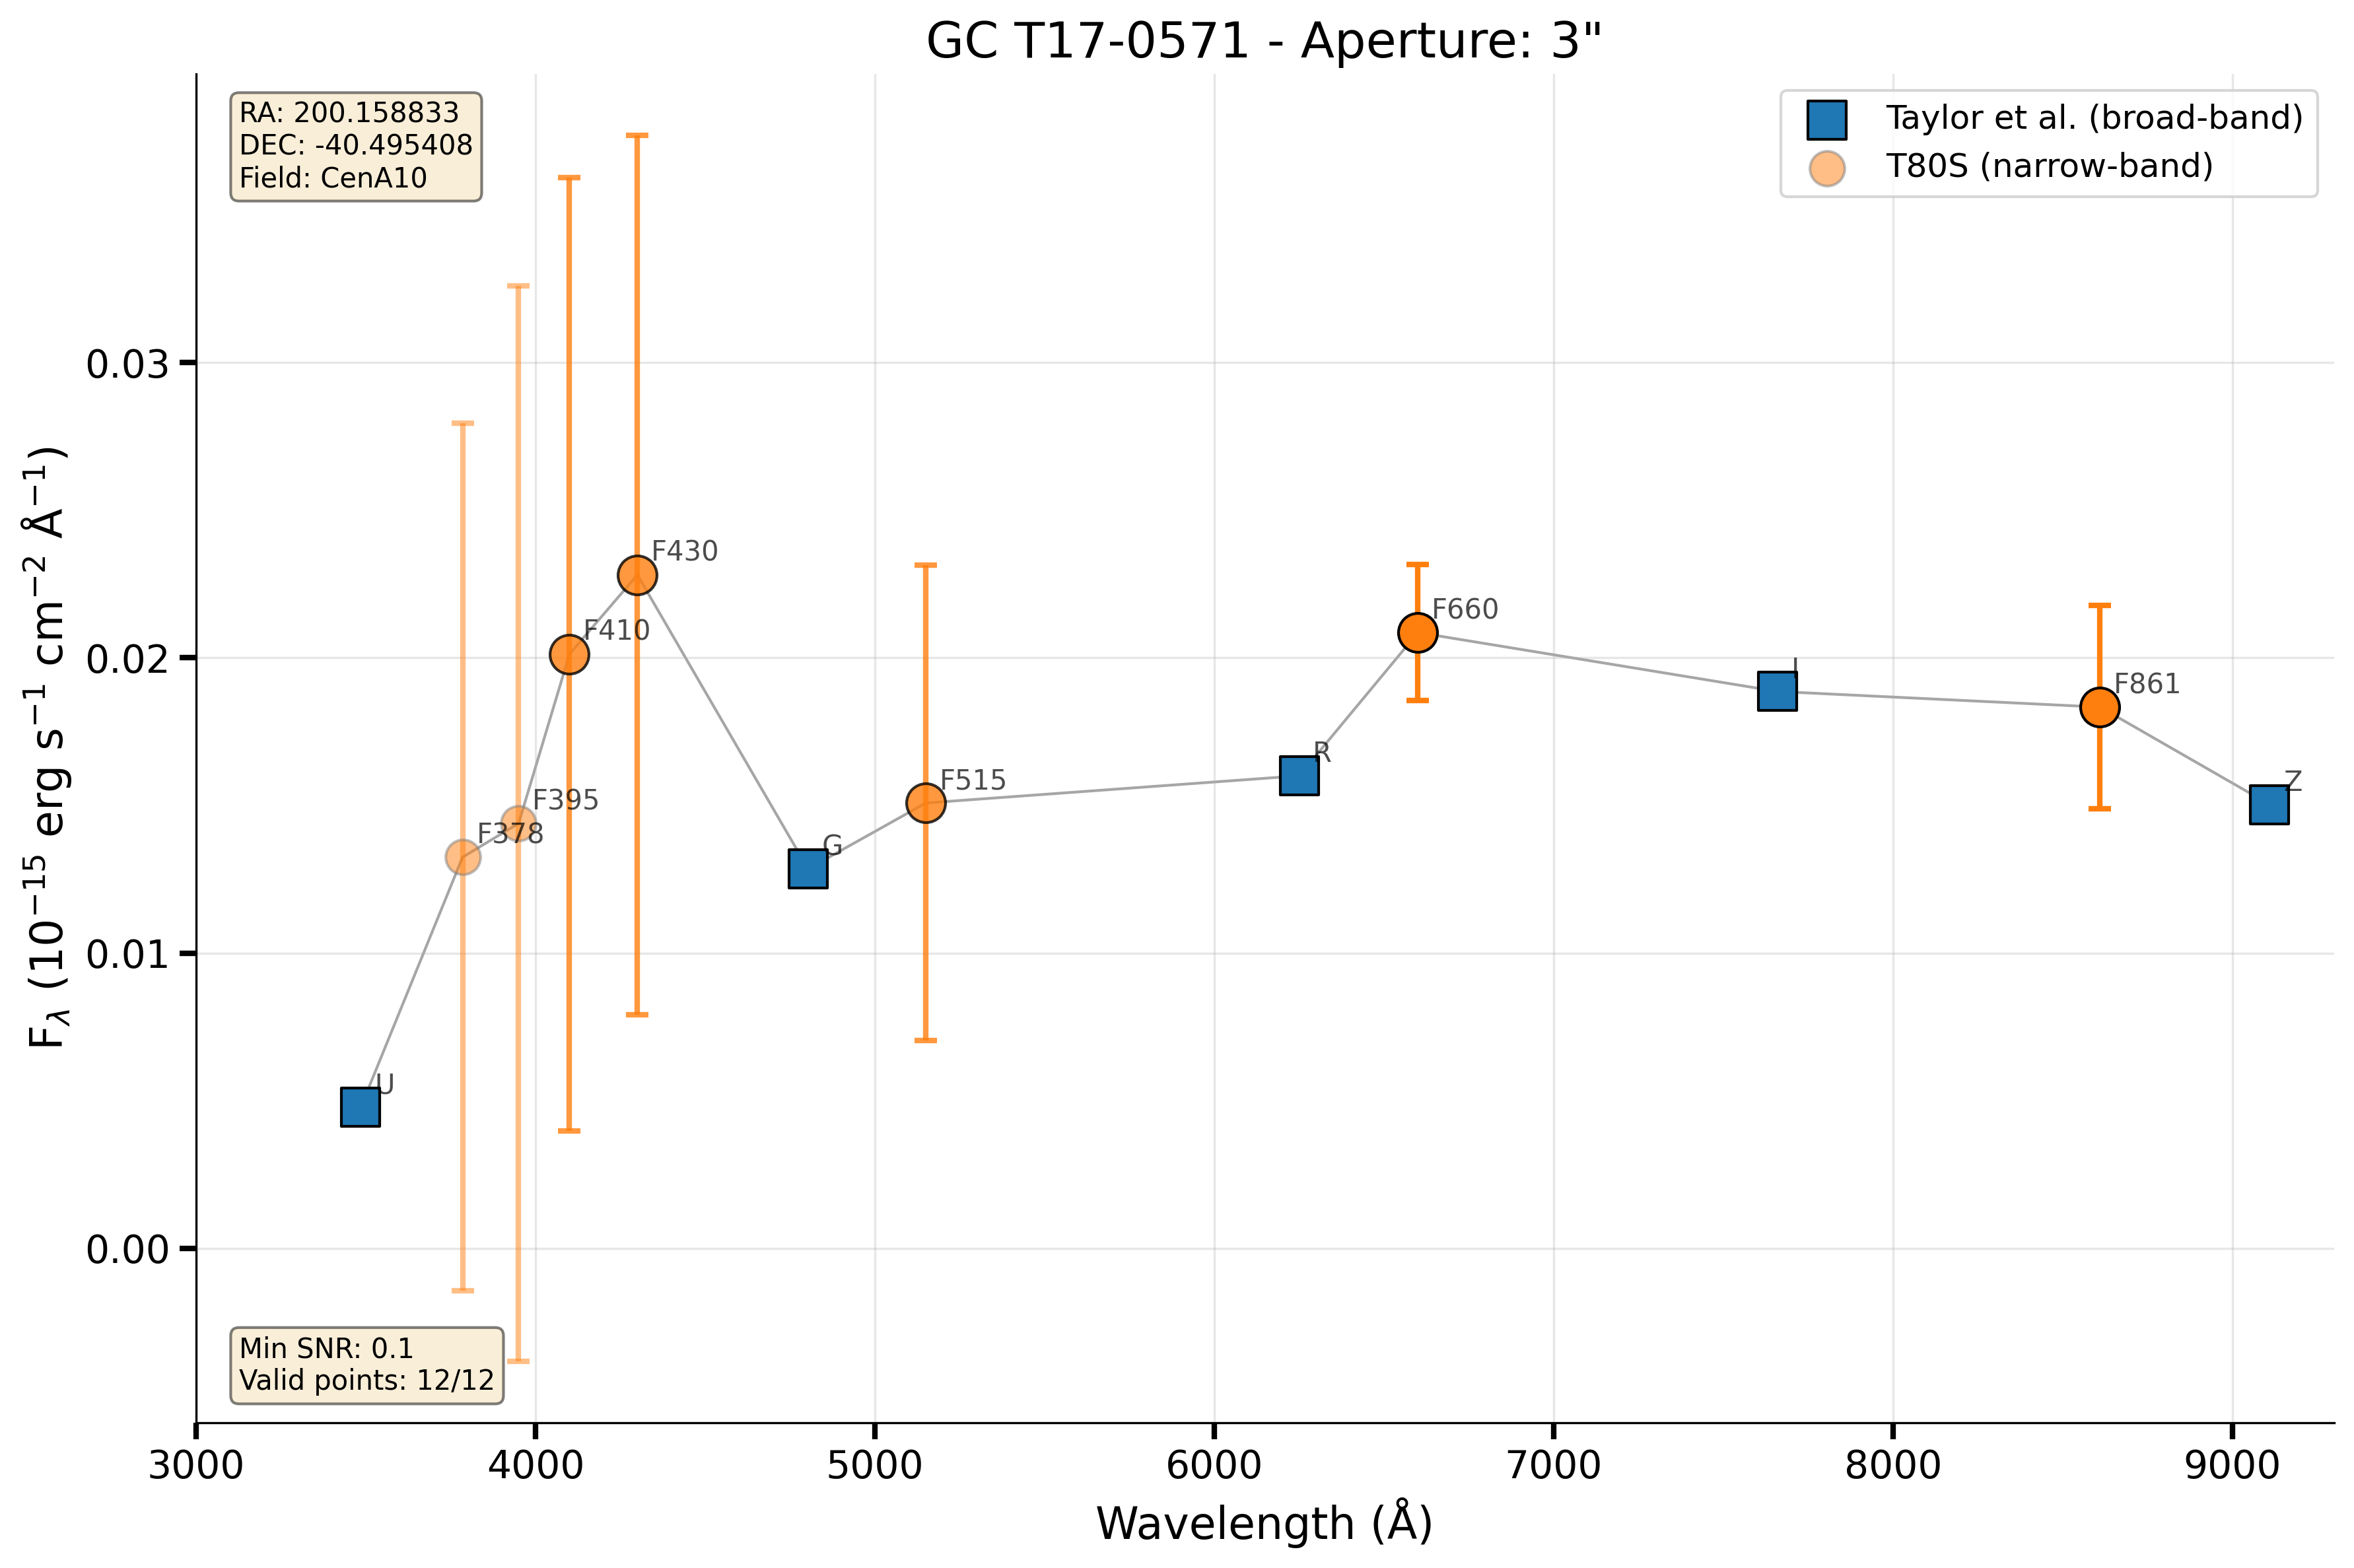 GC T17-0571 - Aperture: 3"
RA: 200.158833
DEC: -40.495408
Field: CenA10
Taylor et al. (broad-band)
T80S (narrow-band)
F430
F410
F395
F378
U
G
F515
R
F660
I
F861
Z
0.03
0.02
0.01
0.00
F_λ (10⁻¹⁵ erg s⁻¹ cm⁻² Å⁻¹)
Min SNR: 0.1
Valid points: 12/12
3000 4000 5000 6000 7000 8000 9000
Wavelength (Å)